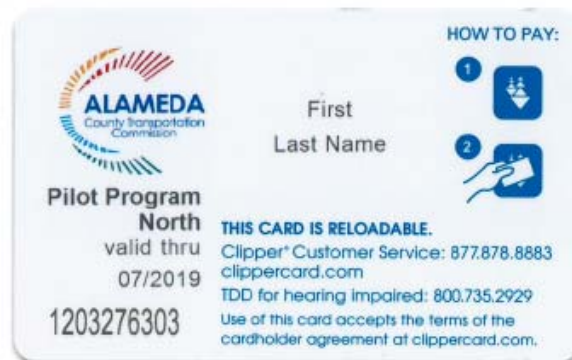 HOW TO PAY:
1
2
ALAMEDA
County Transportation
Commission
First
Last Name
Pilot Program
North
valid thru
07/2019
1203276303
THIS CARD IS RELOADABLE.
Clipper® Customer Service: 877.878.8883
clippercard.com
TDD for hearing impaired: 800.735.2929
Use of this card accepts the terms of the
cardholder agreement at clippercard.com.